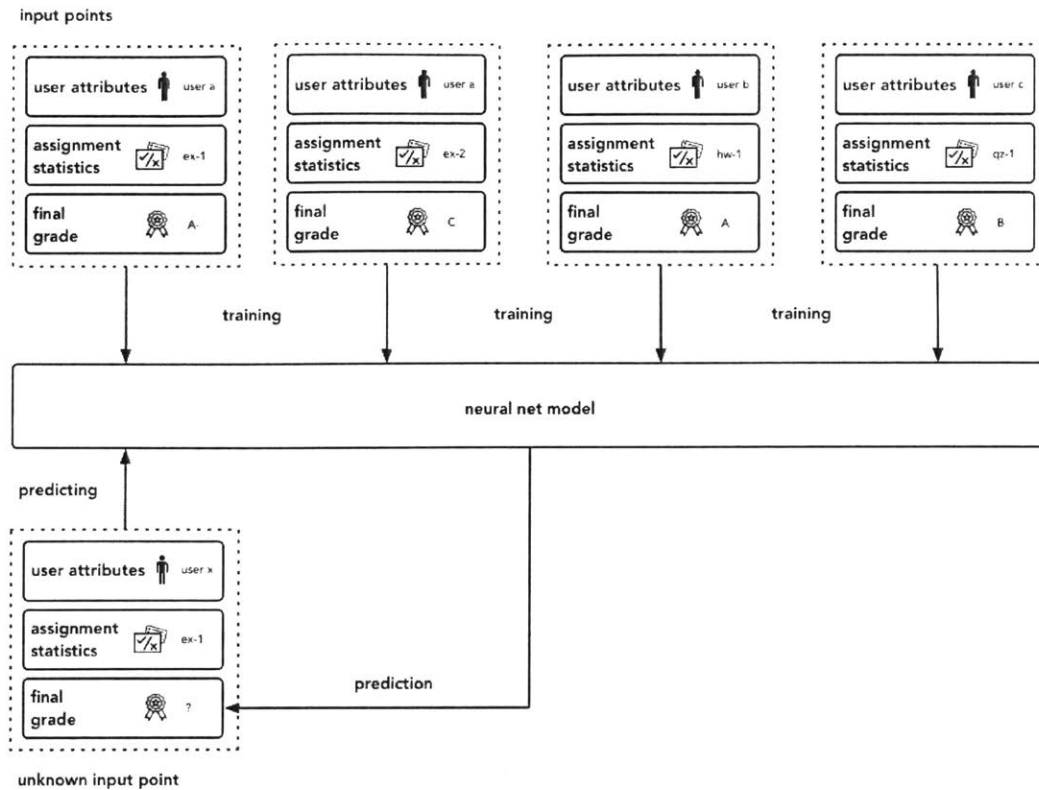 input points
user attributes user a
assignment
statistics ex-1
final
grade A-
user attributes user a
assignment
statistics ex-2
final
grade C
user attributes user b
assignment
statistics hw-1
final
grade A
user attributes user c
assignment
statistics qz-1
final
grade B
training
training
training
neural net model
predicting
user attributes user x
assignment
statistics ex-1
final
grade ?
prediction
unknown input point